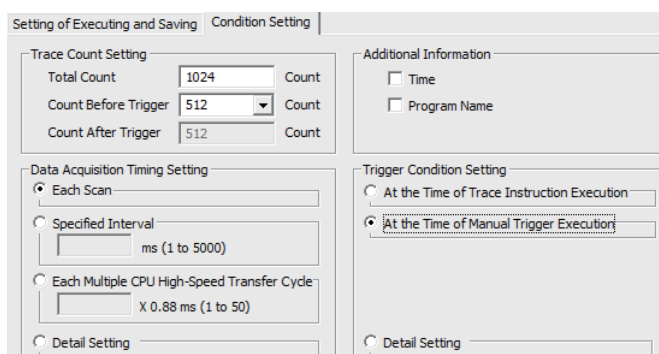 Setting of Executing and Saving Condition Setting
Trace Count Setting
Total Count 1024 Count
Count Before Trigger 512 Count
Count After Trigger 512 Count
Additional Information
Time
Program Name
Data Acquisition Timing Setting
Each Scan
Specified Interval
ms (1 to 5000)
Each Multiple CPU High-Speed Transfer Cycle
X 0.88 ms (1 to 50)
Detail Setting
Trigger Condition Setting
At the Time of Trace Instruction Execution
At the Time of Manual Trigger Execution
Detail Setting